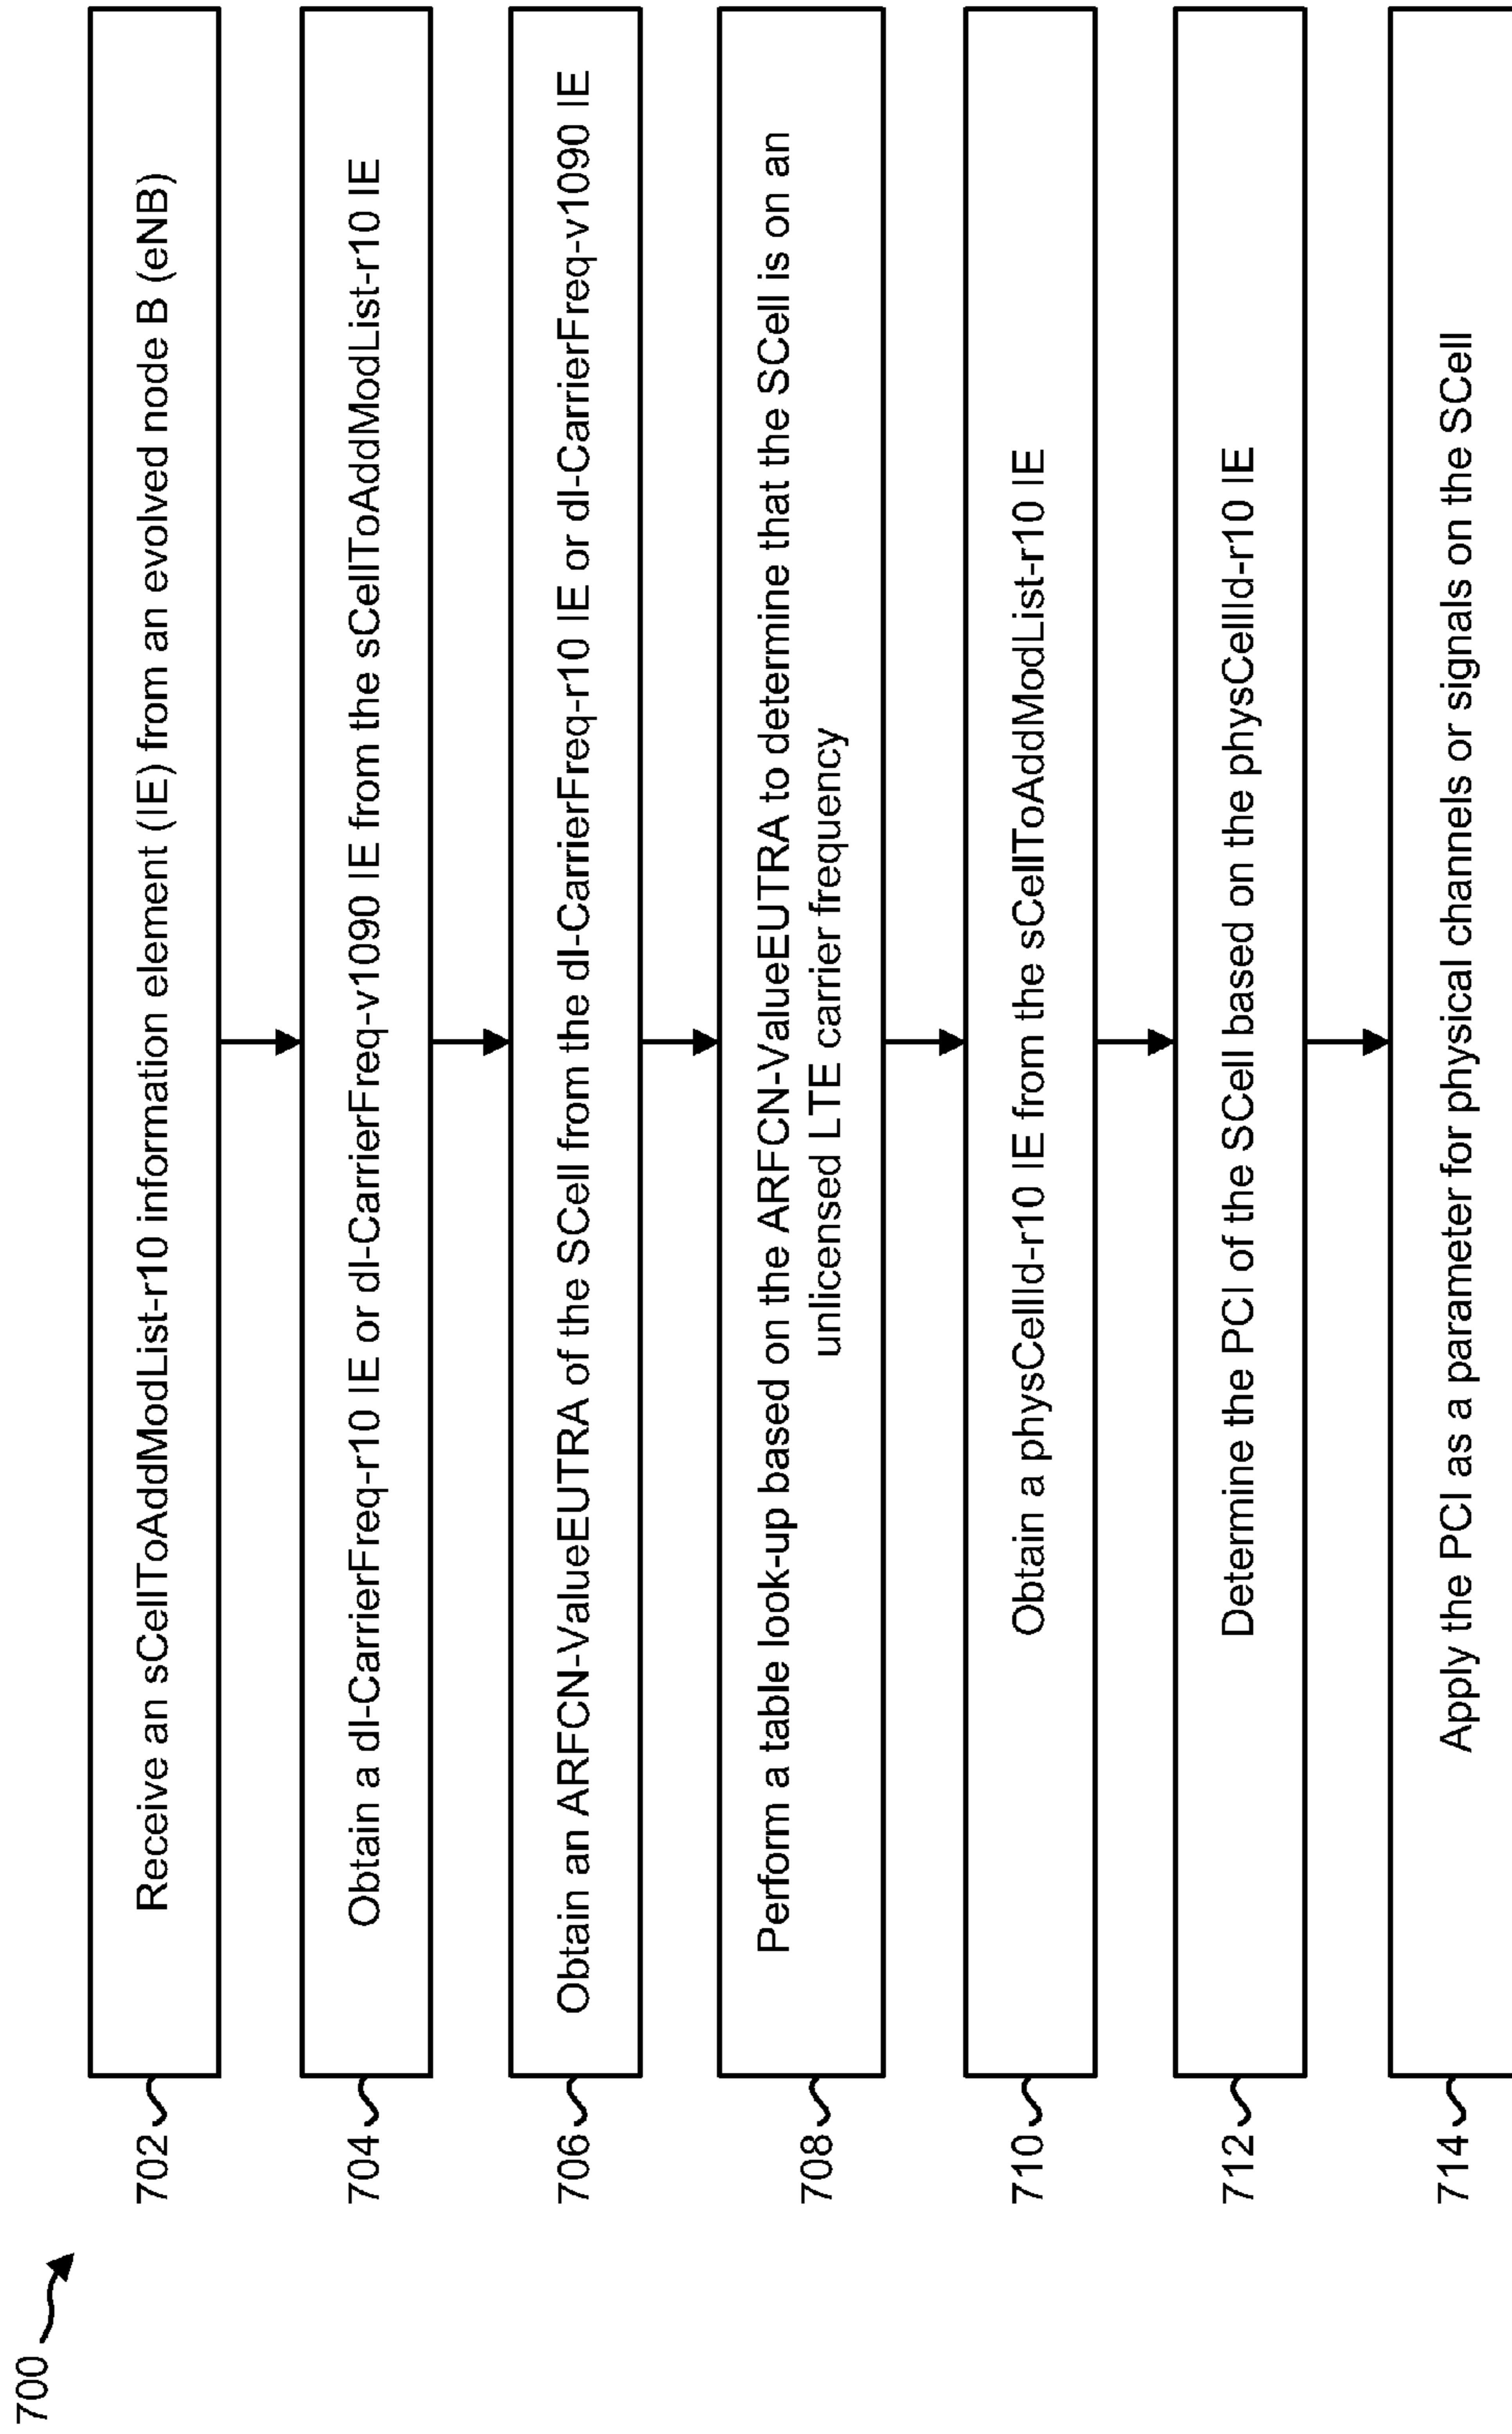 700
702
Receive an sCellToAddModList-r10 information element (IE) from an evolved node B (eNB)
704
Obtain a dl-CarrierFreq-r10 IE or dl-CarrierFreq-v1090 IE from the sCellToAddModList-r10 IE
706
Obtain an ARFCN-ValueEUTRA of the SCell from the dl-CarrierFreq-r10 IE or dl-CarrierFreq-v1090 IE
708
Perform a table look-up based on the ARFCN-ValueEUTRA to determine that the SCell is on an
unlicensed LTE carrier frequency
710
Obtain a physCellId-r10 IE from the sCellToAddModList-r10 IE
712
Determine the PCI of the SCell based on the physCellId-r10 IE
714
Apply the PCI as a parameter for physical channels or signals on the SCell